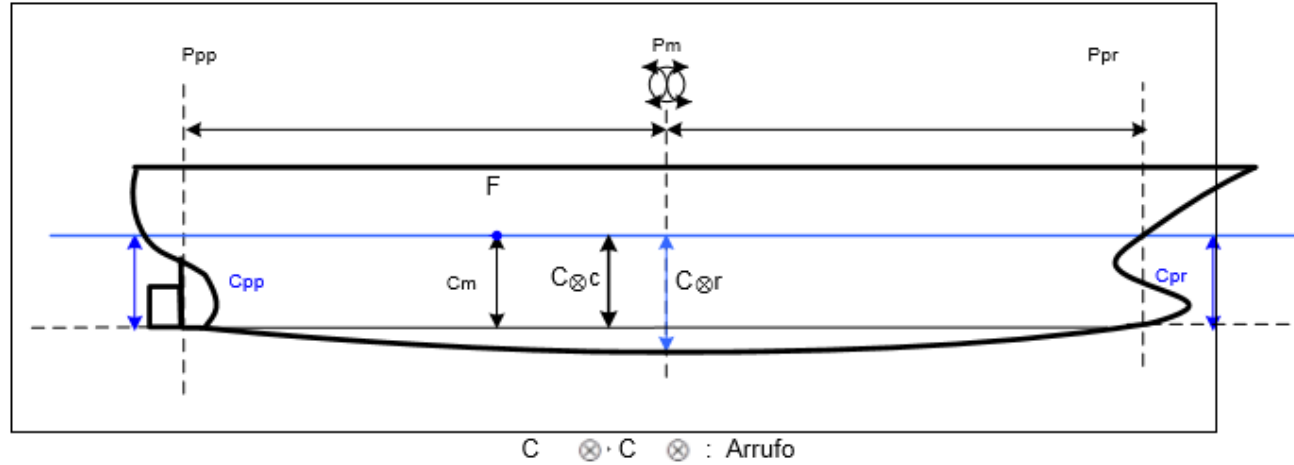 Pm
Ppp
Ppr
F
Cpp
Cm
C⊗c
C⊗r
Cpr
C ⊗, C ⊗ : Arrufo